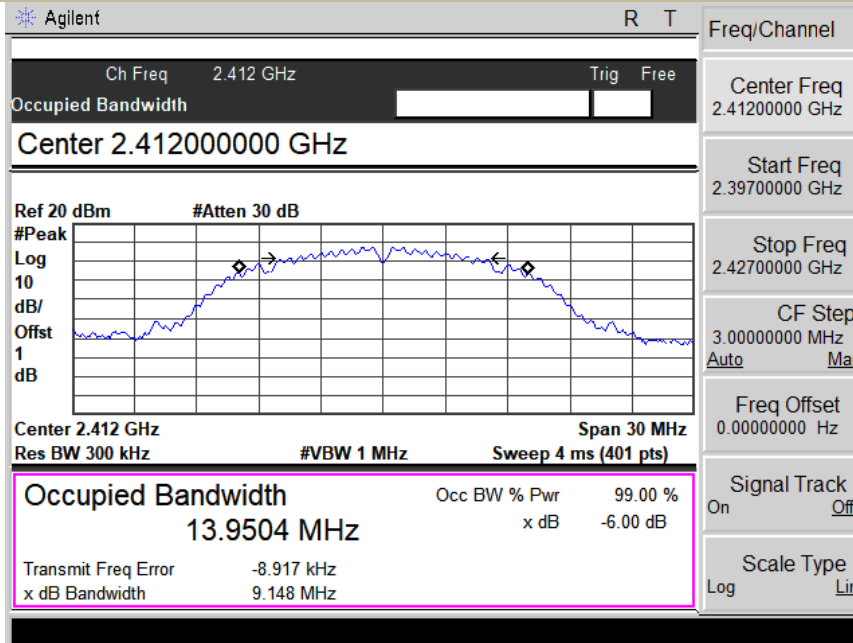 Agilent R T
Ch Freq 2.412 GHz Trig Free
Occupied Bandwidth
Center 2.412000000 GHz
Ref 20 dBm #Atten 30 dB
#Peak
Log
10
dB/
Offst
1
dB
Center 2.412 GHz Span 30 MHz
Res BW 300 kHz #VBW 1 MHz Sweep 4 ms (401 pts)
Occupied Bandwidth
13.9504 MHz
Occ BW % Pwr 99.00 %
x dB -6.00 dB
Transmit Freq Error -8.917 kHz
x dB Bandwidth 9.148 MHz
Freq/Channel
Center Freq
2.41200000 GHz
Start Freq
2.39700000 GHz
Stop Freq
2.42700000 GHz
CF Step
3.00000000 MHz
Auto Ma
Freq Offset
0.00000000 Hz
Signal Track
On Off
Scale Type
Log Lin